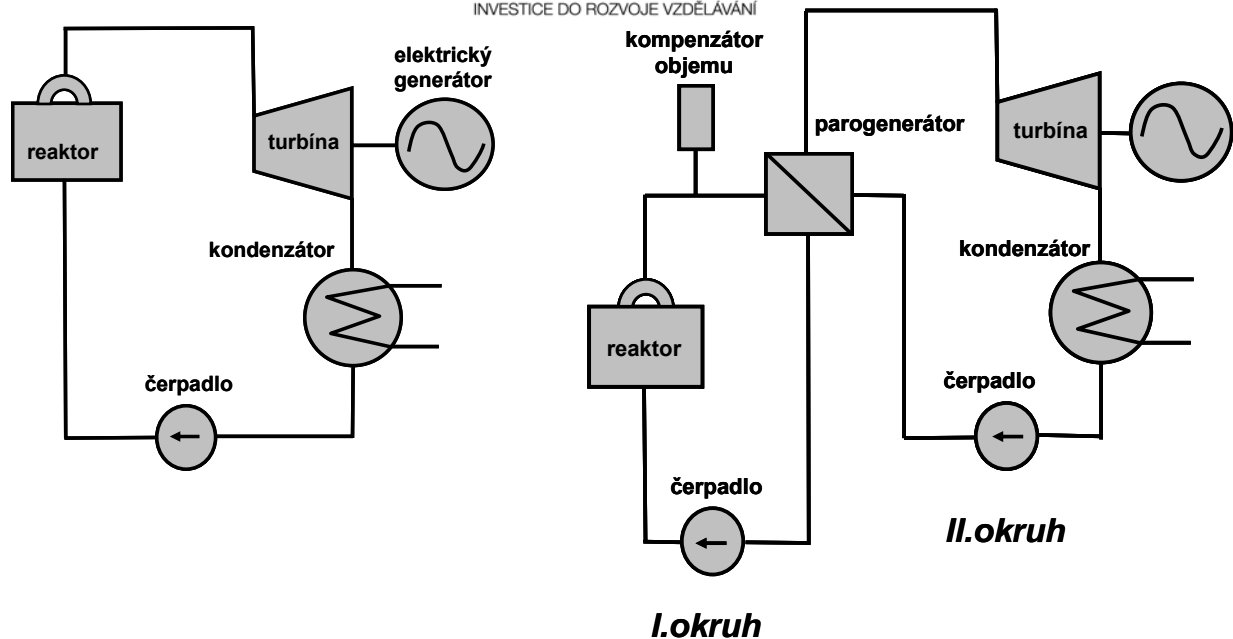 INVESTICE DO ROZVOJE VZDĚLÁVÁNÍ
elektrický
generátor
reaktor
turbína
kondenzátor
čerpadlo
kompenzátor
objemu
parogenerátor
turbína
kondenzátor
reaktor
čerpadlo
čerpadlo
II.okruh
I.okruh